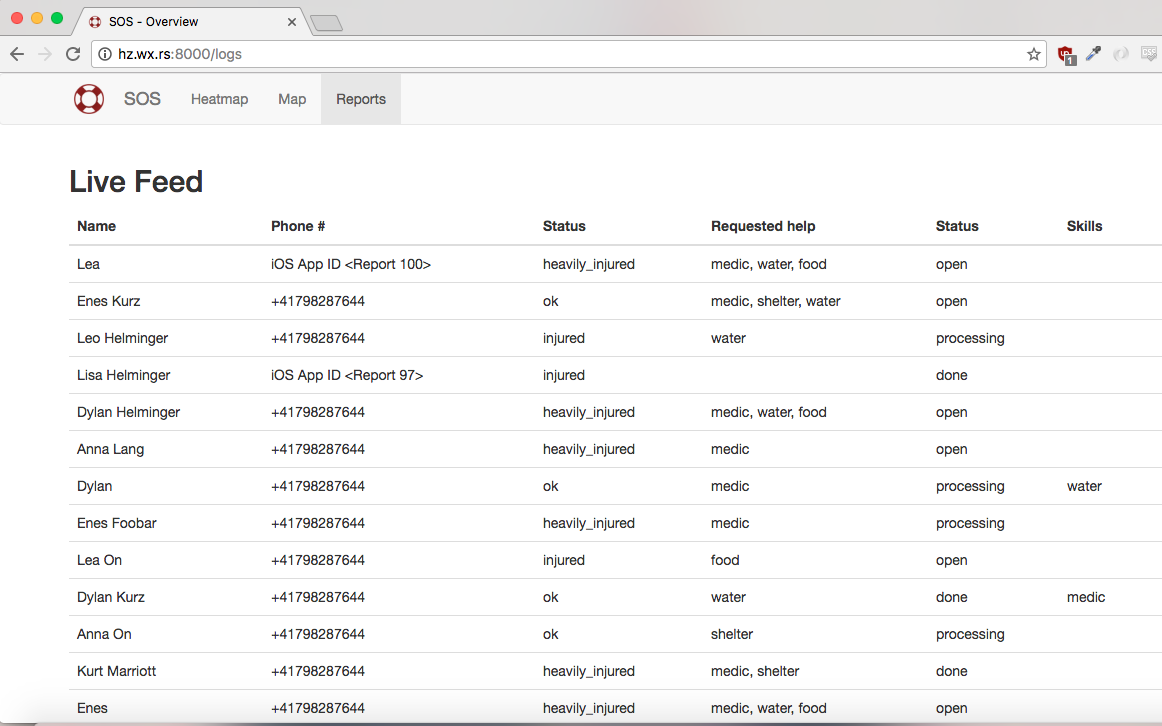 SOS - Overview
hz.wx.rs:8000/logs
1
SOS Heatmap Map Reports
Live Feed
Name Phone # Status Requested help Status Skills
Lea iOS App ID <Report 100> heavily_injured medic, water, food open
Enes Kurz +41798287644 ok medic, shelter, water open
Leo Helminger +41798287644 injured water processing
Lisa Helminger iOS App ID <Report 97> injured done
Dylan Helminger +41798287644 heavily_injured medic, water, food open
Anna Lang +41798287644 heavily_injured medic open
Dylan +41798287644 ok medic processing water
Enes Foobar +41798287644 heavily_injured medic processing
Lea On +41798287644 injured food open
Dylan Kurz +41798287644 ok water done medic
Anna On +41798287644 ok shelter processing
Kurt Marriott +41798287644 heavily_injured medic, shelter done
Enes +41798287644 heavily_injured medic, water, food open